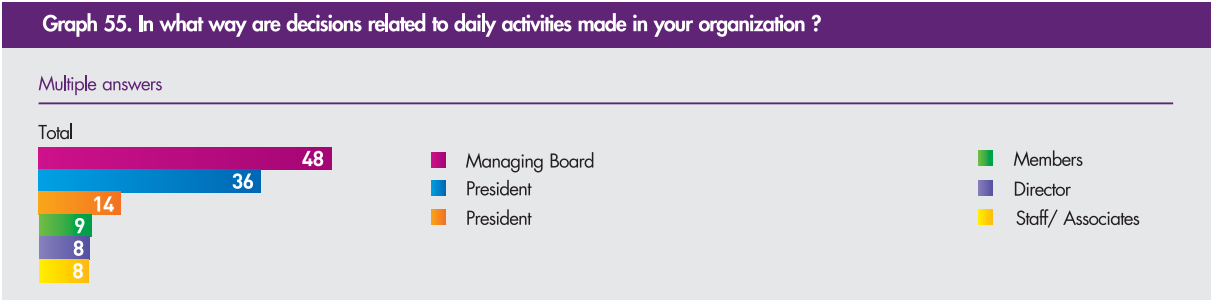 Graph 55. In what way are decisions related to daily activities made in your organization ?
Multiple answers
Total
48
36
14
9
8
8
Managing Board
President
President
Members
Director
Staff/ Associates